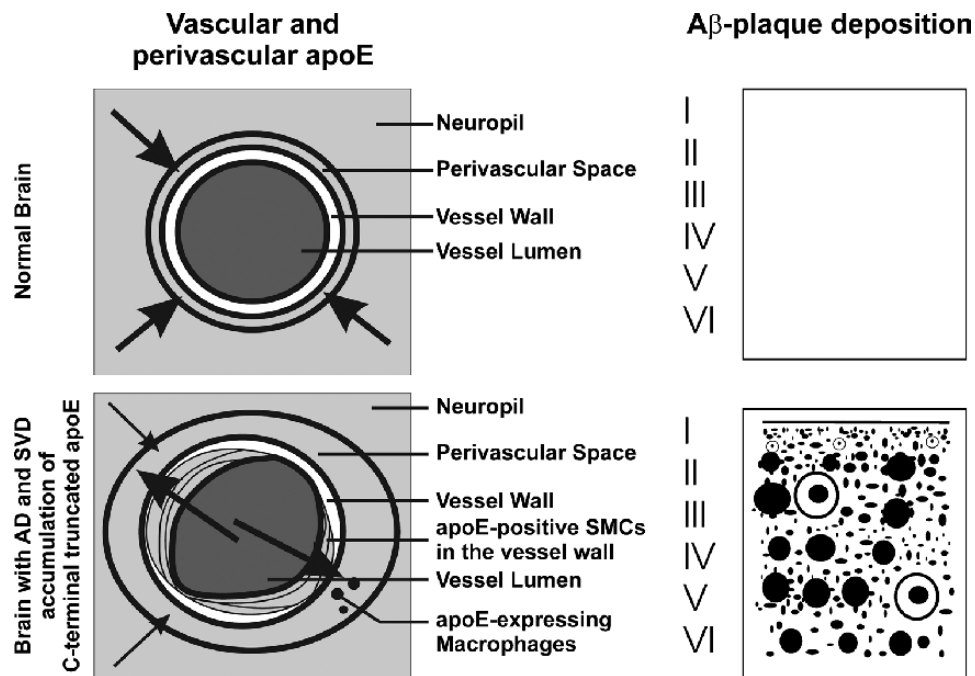 Vascular and
perivascular apoE
Aβ-plaque deposition
Normal Brain
Neuropil
Perivascular Space
Vessel Wall
Vessel Lumen
I
II
III
IV
V
VI
Brain with AD and SVD
accumulation of
C-terminal truncated apoE
Neuropil
Perivascular Space
Vessel Wall
apoE-positive SMCs
in the vessel wall
Vessel Lumen
apoE-expressing
Macrophages
I
II
III
IV
V
VI